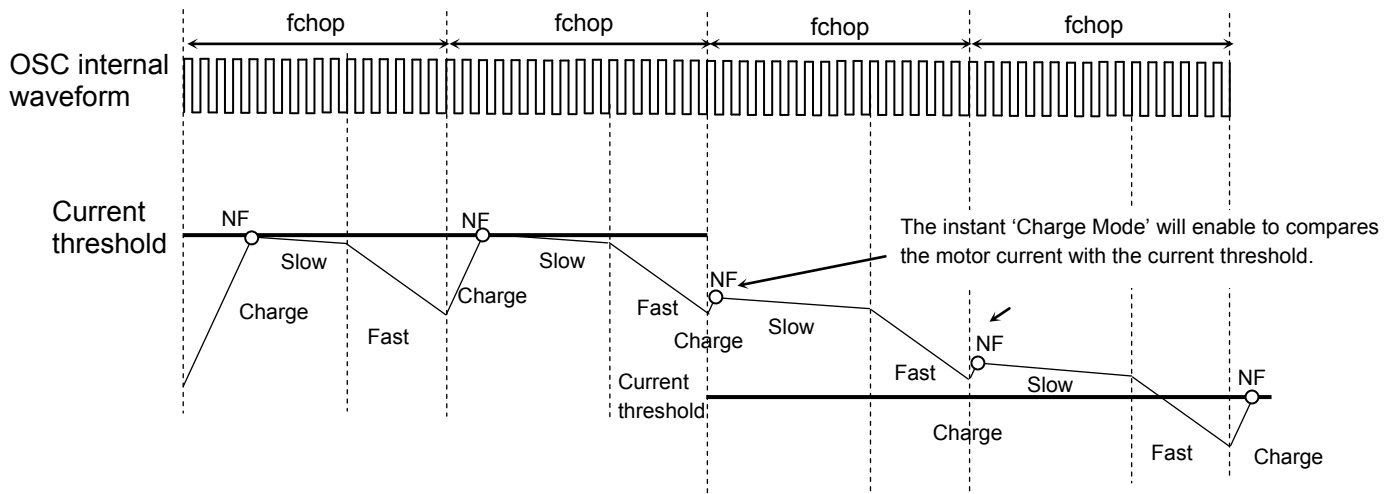 fchop
fchop
fchop
fchop
OSC internal
waveform
Current
threshold
NF
NF
The instant ‘Charge Mode’ will enable to compares
the motor current with the current threshold.
Slow
Slow
NF
Charge
Charge
Fast
Fast
Charge
Slow
NF
Current
threshold
Fast
Slow
NF
Charge
Fast
Charge